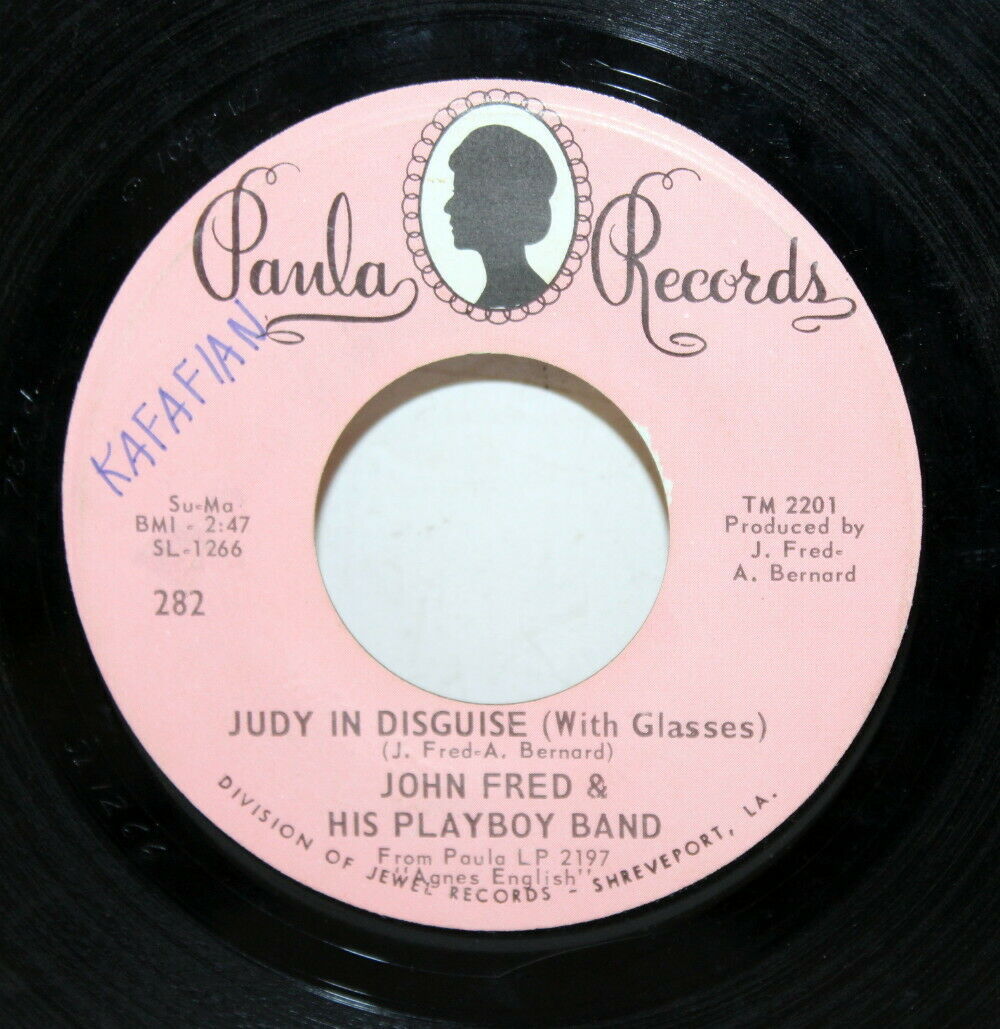 Paula Records
KAFAFIAN
Su-Ma
BMI - 2:47
SL-1266
282
TM 2201
Produced by
J. Fred-
A. Bernard
JUDY IN DISGUISE (With Glasses)
(J. Fred-A. Bernard)
JOHN FRED &
HIS PLAYBOY BAND
From Paula LP 2197
"Agnes English"
DIVISION OF JEWEL RECORDS - SHREVEPORT, LA.